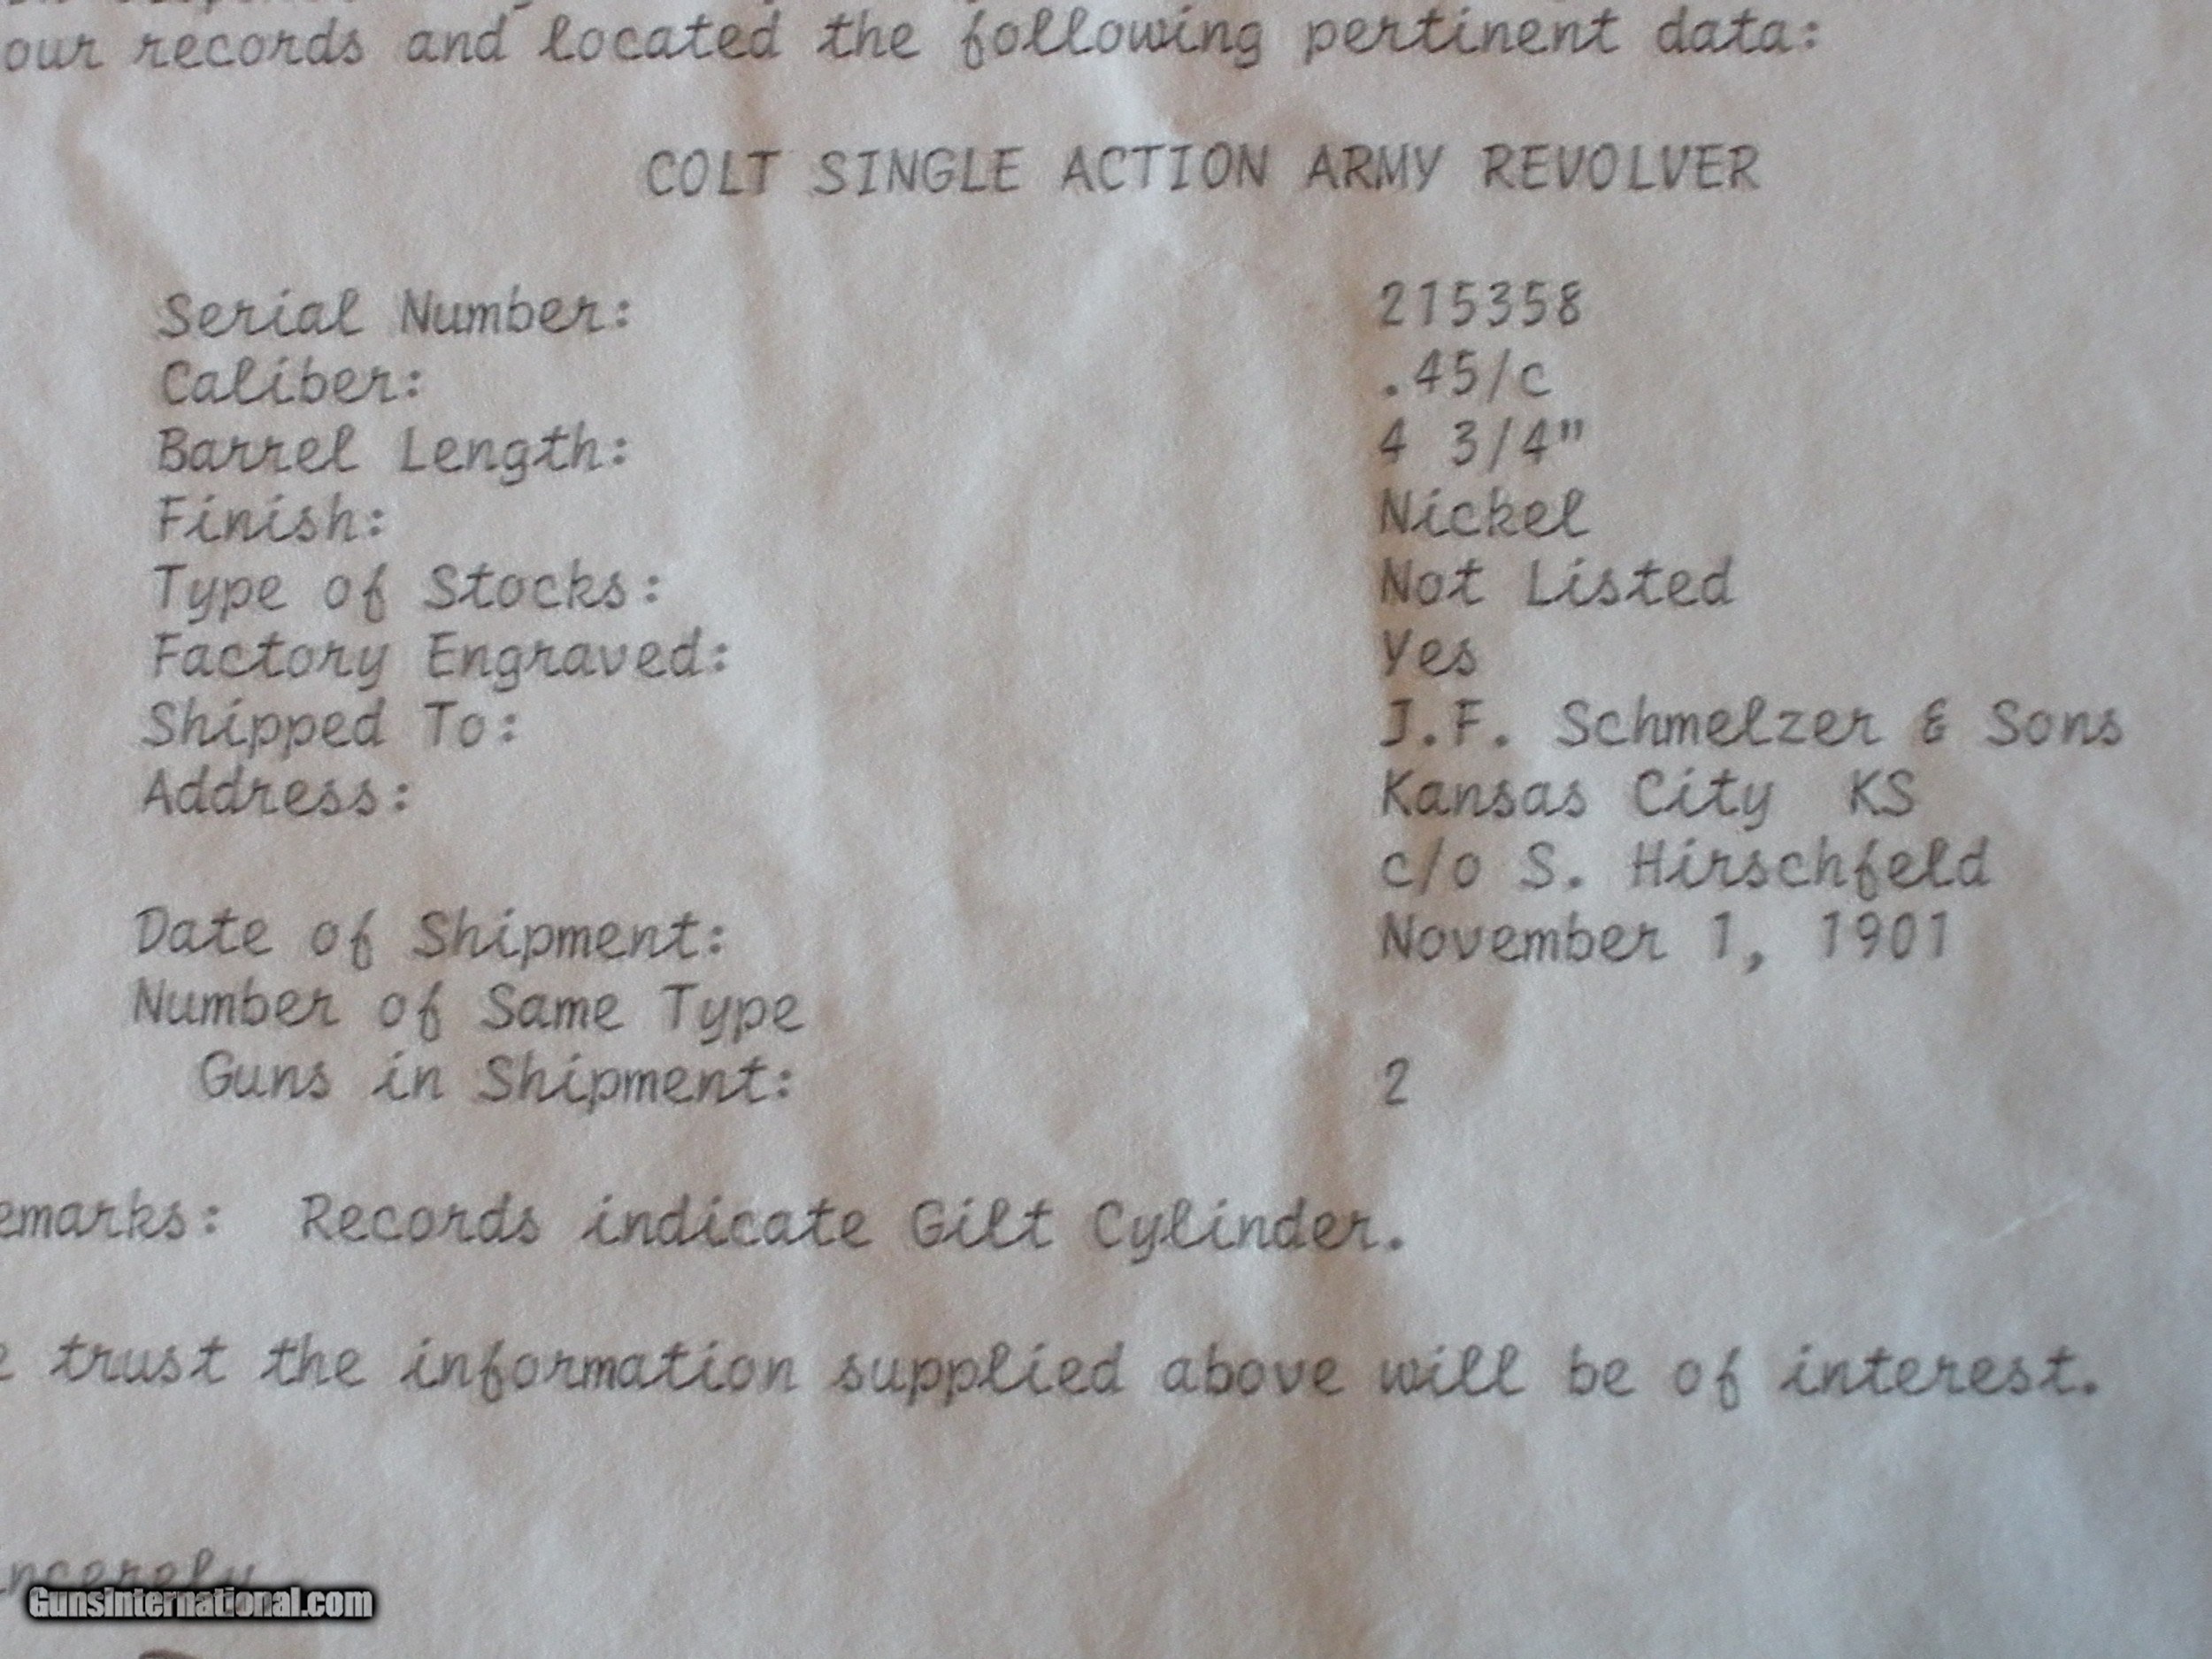 our records and located the following pertinent data:
COLT SINGLE ACTION ARMY REVOLVER
Serial Number: 215358
Caliber: .45/c
Barrel Length: 4 3/4"
Finish: Nickel
Type of Stocks: Not Listed
Factory Engraved: Yes
Shipped To: J.F. Schmelzer & Sons
Address: Kansas City KS
c/o S. Hirschfeld
Date of Shipment: November 1, 1901
Number of Same Type
Guns in Shipment: 2
emarks: Records indicate Gilt Cylinder.
e trust the information supplied above will be of interest.
incerely,
GunsInternational.com